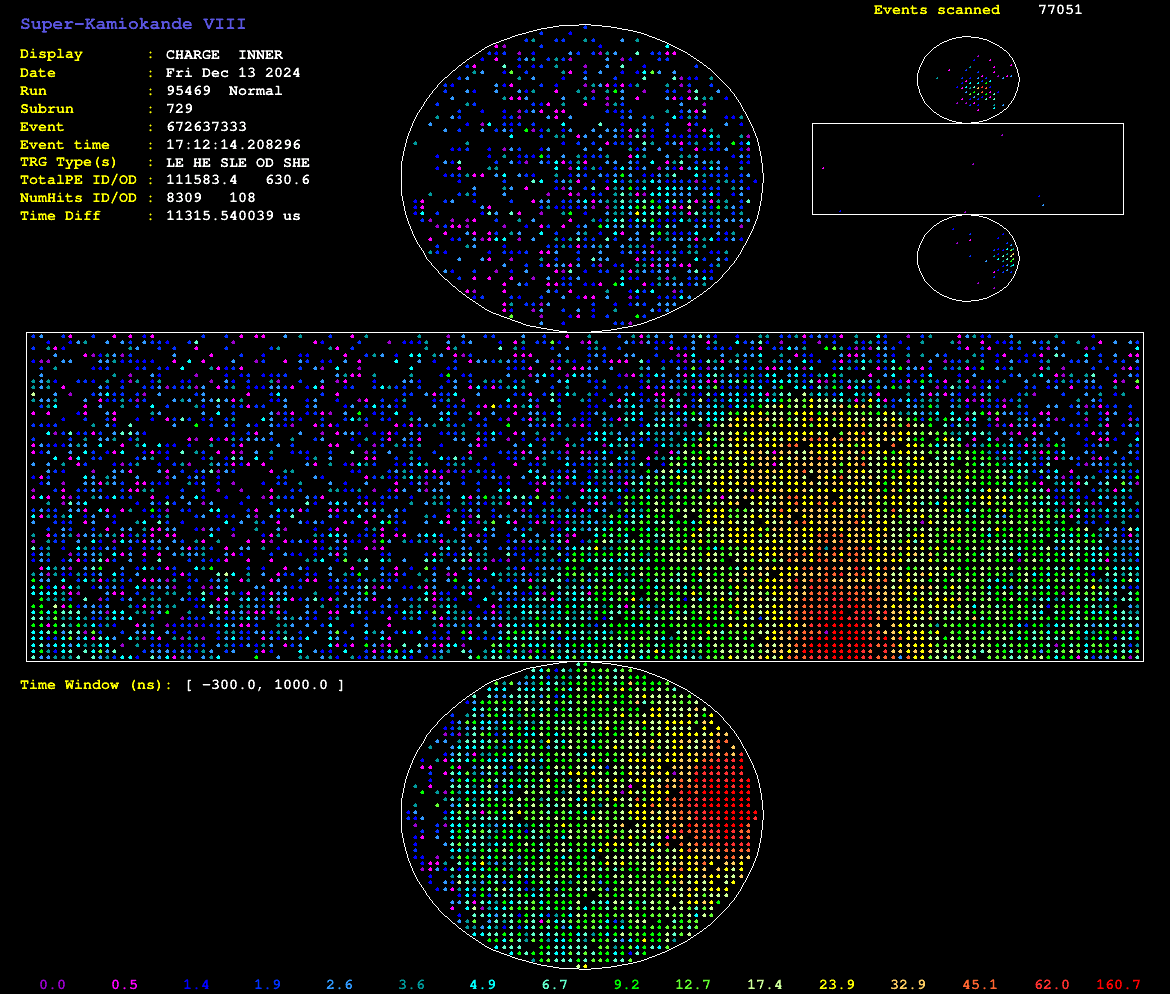 Super-Kamiokande VIII
Events scanned 77051
Display : CHARGE INNER
Date : Fri Dec 13 2024
Run : 95469 Normal
Subrun : 729
Event : 672637333
Event time : 17:12:14.208296
TRG Type(s) : LE HE SLE OD SHE
TotalPE ID/OD : 111583.4 630.6
NumHits ID/OD : 8309 108
Time Diff : 11315.540039 us
Time Window (ns): [ −300.0, 1000.0 ]
0.0 0.5 1.4 1.9 2.6 3.6 4.9 6.7 9.2 12.7 17.4 23.9 32.9 45.1 62.0 160.7